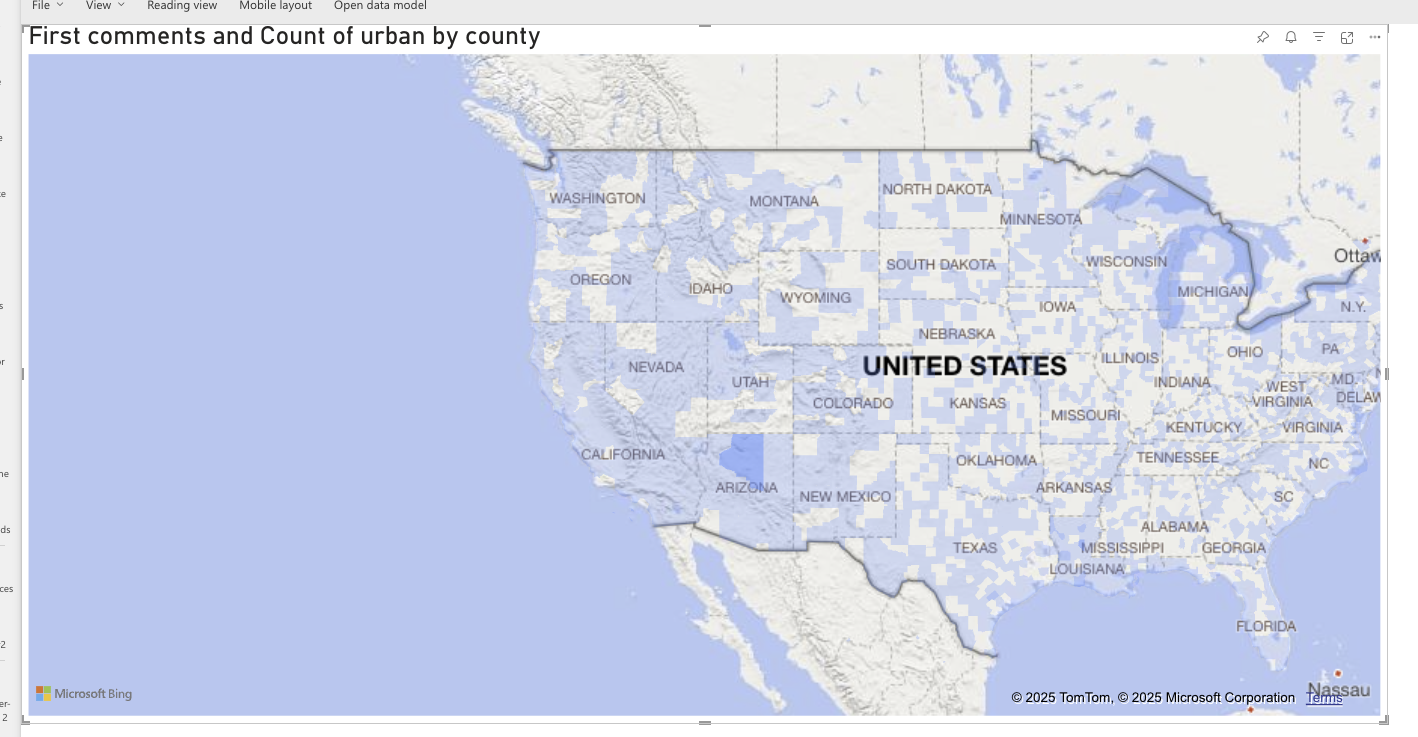 File View Reading view Mobile layout Open data model
First comments and Count of urban by county
WASHINGTON
MONTANA
NORTH DAKOTA
MINNESOTA
Ottaw
OREGON
IDAHO
WYOMING
SOUTH DAKOTA
WISCONSIN
MICHIGAN
IOWA
N.Y.
NEBRASKA
UNITED STATES
ILLINOIS
OHIO
PA
NEVADA
UTAH
INDIANA
WEST
VIRGINIA
MD.
DELAW
COLORADO
KANSAS
MISSOURI
KENTUCKY
VIRGINIA
CALIFORNIA
OKLAHOMA
TENNESSEE
NC
ARIZONA
NEW MEXICO
ARKANSAS
SC
ALABAMA
TEXAS
MISSISSIPPI
GEORGIA
LOUISIANA
FLORIDA
Nassau
Microsoft Bing
© 2025 TomTom, © 2025 Microsoft Corporation Terms